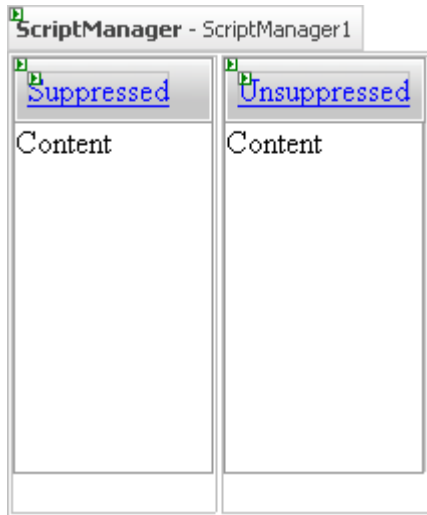 ScriptManager - ScriptManager1
Suppressed Unsuppressed
Content Content